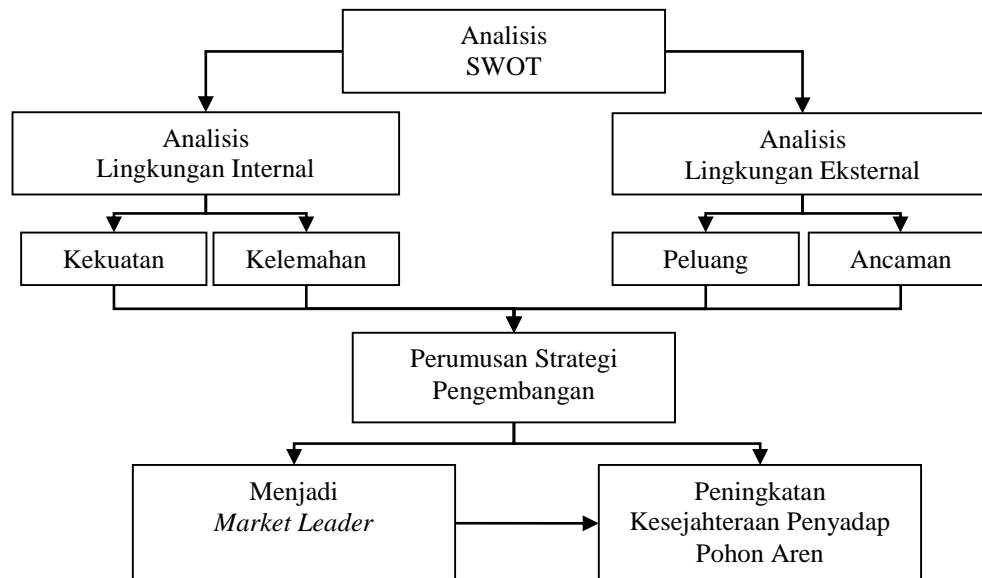 Analisis
SWOT
Analisis
Lingkungan Internal
Analisis
Lingkungan Eksternal
Kekuatan
Kelemahan
Peluang
Ancaman
Perumusan Strategi
Pengembangan
Menjadi
Market Leader
Peningkatan
Kesejahteraan Penyadap
Pohon Aren